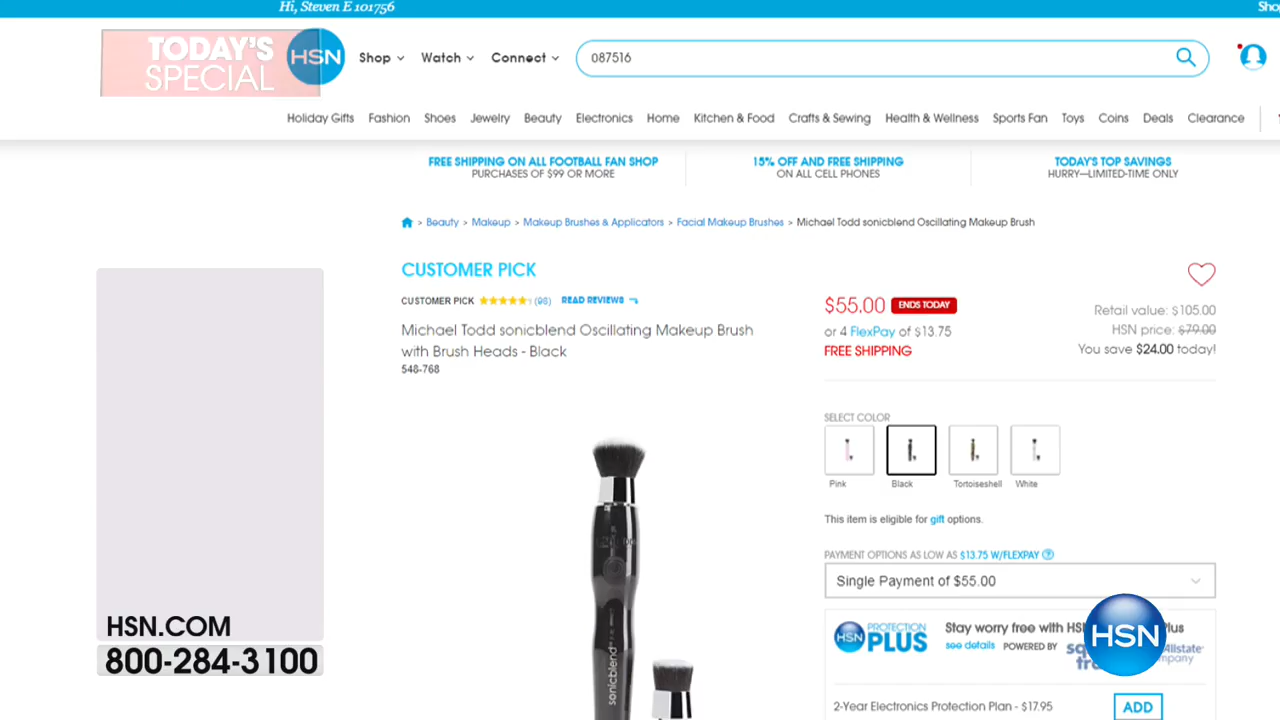 Hi, Steven E 101756
TODAY'S
SPECIAL
HSN
Shop
Watch
Connect
087516
Holiday Gifts
Fashion
Shoes
Jewelry
Beauty
Electronics
Home
Kitchen & Food
Crafts & Sewing
Health & Wellness
Sports Fan
Toys
Coins
Deals
Clearance
FREE SHIPPING ON ALL FOOTBALL FAN SHOP
PURCHASES OF $99 OR MORE
15% OFF AND FREE SHIPPING
ON ALL CELL PHONES
TODAY'S TOP SAVINGS
HURRY—LIMITED-TIME ONLY
> Beauty > Makeup > Makeup Brushes & Applicators > Facial Makeup Brushes > Michael Todd sonicblend Oscillating Makeup Brush
CUSTOMER PICK
CUSTOMER PICK (98) READ REVIEWS
Michael Todd sonicblend Oscillating Makeup Brush
with Brush Heads - Black
548-768
$55.00 ENDS TODAY
or 4 FlexPay of $13.75
FREE SHIPPING
Retail value: $105.00
HSN price: $79.00
You save $24.00 today!
SELECT COLOR
Pink
Black
Tortoiseshell
White
This item is eligible for gift options.
PAYMENT OPTIONS AS LOW AS $13.75 W/FLEXPAY ?
Single Payment of $55.00
HSN PROTECTION
PLUS
Stay worry free with HS
see details POWERED BY
Allstate
HSN
2-Year Electronics Protection Plan - $17.95
ADD
sonicblend
HSN.COM
800-284-3100